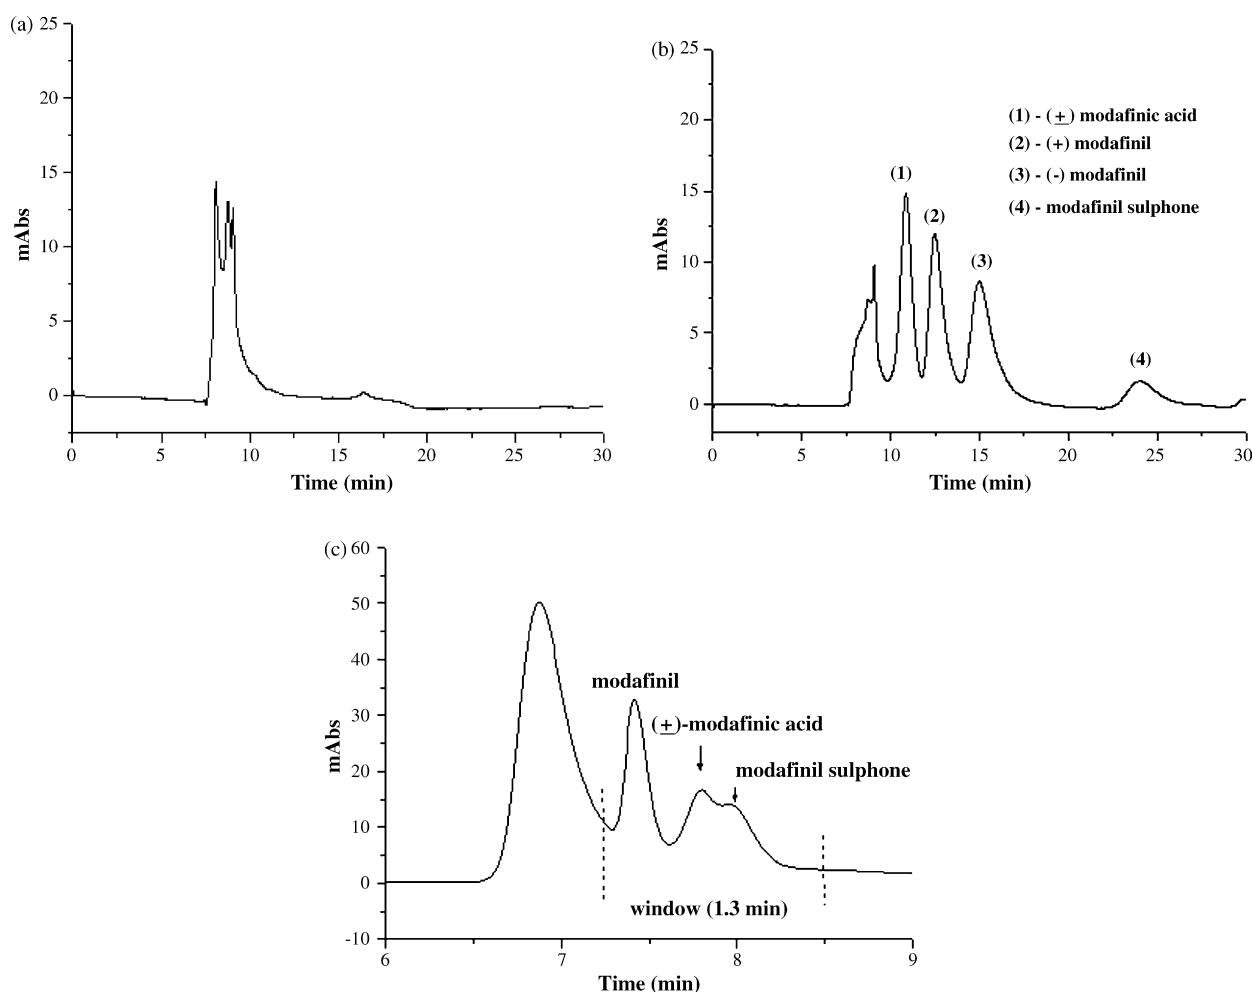 (a)
25
20
15
10
5
0
mAbs
0 5 10 15 20 25 30
Time (min)
(b)
25
20
15
10
5
0
mAbs
(1) - (+) modafinic acid
(2) - (+) modafinil
(3) - (-) modafinil
(4) - modafinil sulphone
(1)
(2)
(3)
(4)
0 5 10 15 20 25 30
Time (min)
(c)
60
50
40
30
20
10
0
-10
mAbs
modafinil
(+)-modafinic acid
modafinil sulphone
window (1.3 min)
6 7 8 9
Time (min)